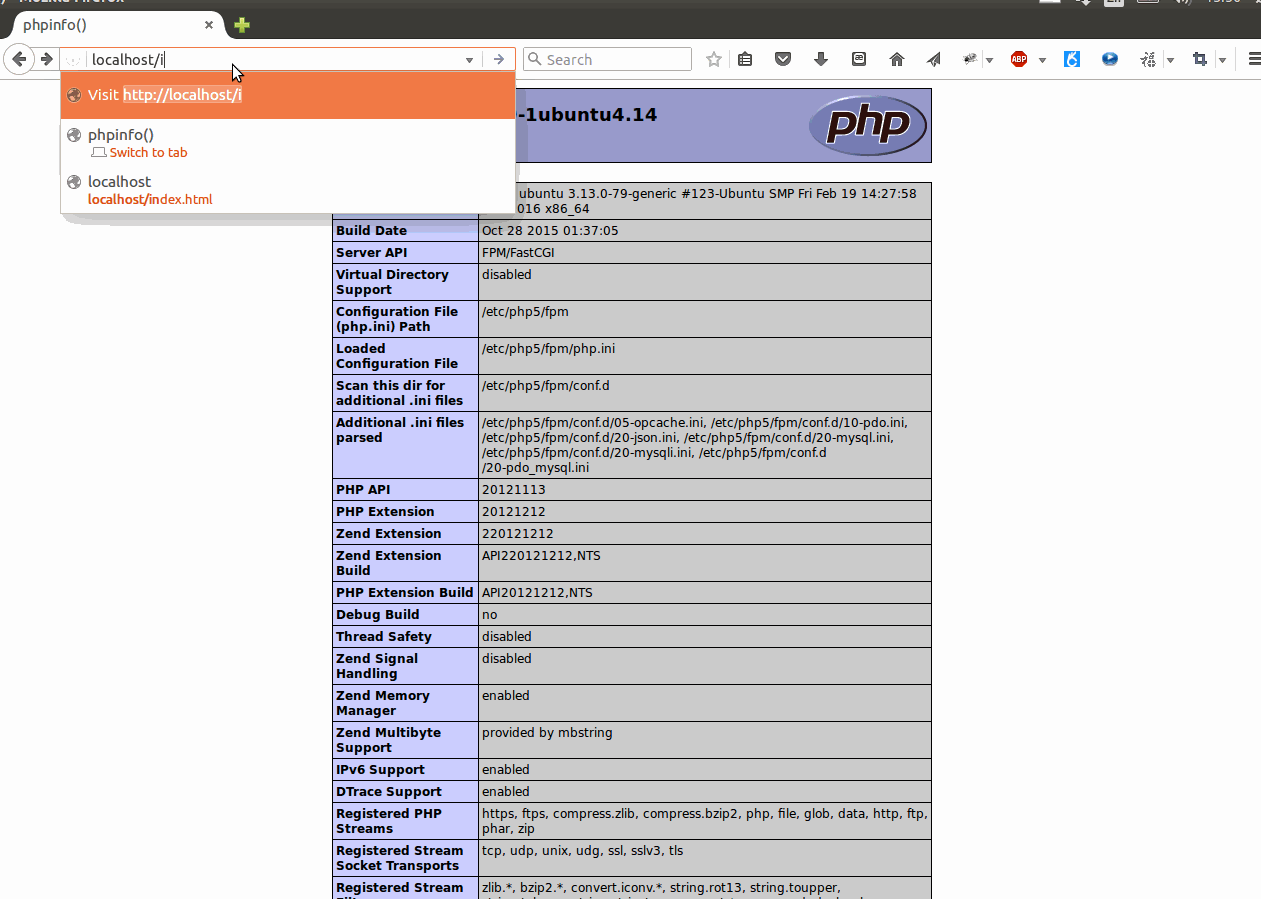 Mozilla Firefox
phpinfo()
localhost/i
Search
ABP
Visit http://localhost/i
phpinfo()
Switch to tab
localhost
localhost/index.html
-1ubuntu4.14
php
ubuntu 3.13.0-79-generic #123-Ubuntu SMP Fri Feb 19 14:27:58
016 x86_64
Build Date Oct 28 2015 01:37:05
Server API FPM/FastCGI
Virtual Directory disabled
Support
Configuration File /etc/php5/fpm
(php.ini) Path
Loaded /etc/php5/fpm/php.ini
Configuration File
Scan this dir for /etc/php5/fpm/conf.d
additional .ini files
Additional .ini files /etc/php5/fpm/conf.d/05-opcache.ini, /etc/php5/fpm/conf.d/10-pdo.ini,
parsed /etc/php5/fpm/conf.d/20-json.ini, /etc/php5/fpm/conf.d/20-mysql.ini,
/etc/php5/fpm/conf.d/20-mysqli.ini, /etc/php5/fpm/conf.d
/20-pdo_mysql.ini
PHP API 20121113
PHP Extension 20121212
Zend Extension 220121212
Zend Extension API220121212,NTS
Build
PHP Extension Build API20121212,NTS
Debug Build no
Thread Safety disabled
Zend Signal disabled
Handling
Zend Memory enabled
Manager
Zend Multibyte provided by mbstring
Support
IPv6 Support enabled
DTrace Support enabled
Registered PHP https, ftps, compress.zlib, compress.bzip2, php, file, glob, data, http, ftp,
Streams phar, zip
Registered Stream tcp, udp, unix, udg, ssl, sslv3, tls
Socket Transports
Registered Stream zlib.*, bzip2.*, convert.iconv.*, string.rot13, string.toupper,